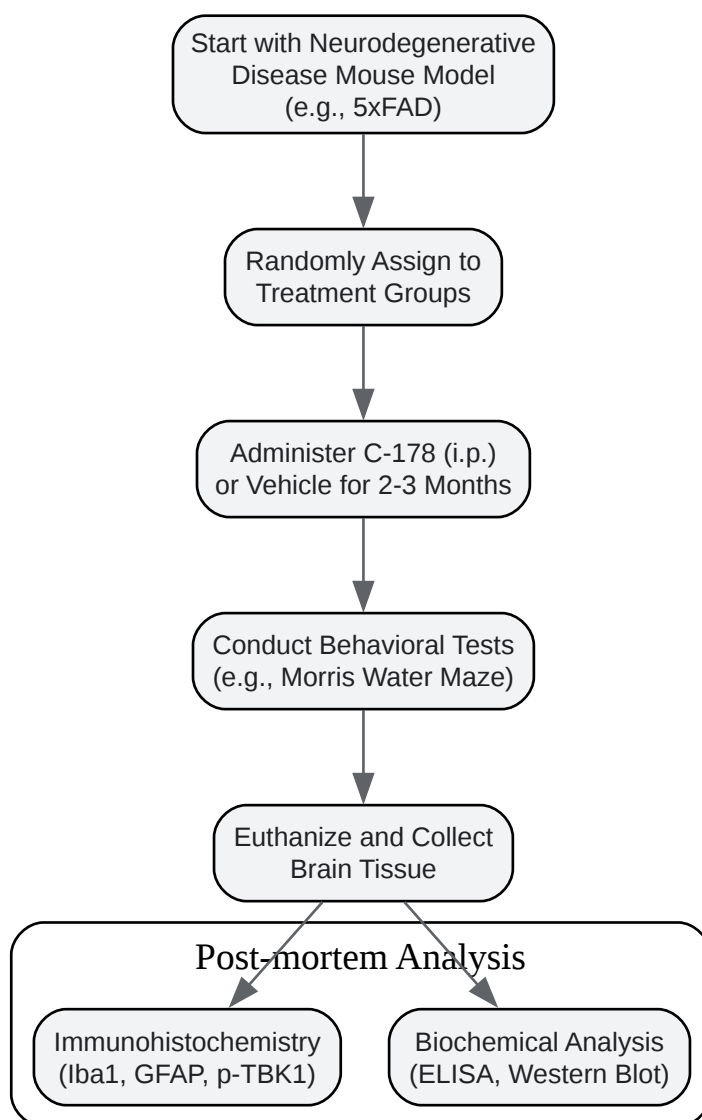 Start with Neurodegenerative
Disease Mouse Model
(e.g., 5xFAD)
Randomly Assign to
Treatment Groups
Administer C-178 (i.p.)
or Vehicle for 2-3 Months
Conduct Behavioral Tests
(e.g., Morris Water Maze)
Euthanize and Collect
Brain Tissue
Post-mortem Analysis
Immunohistochemistry
(Iba1, GFAP, p-TBK1)
Biochemical Analysis
(ELISA, Western Blot)